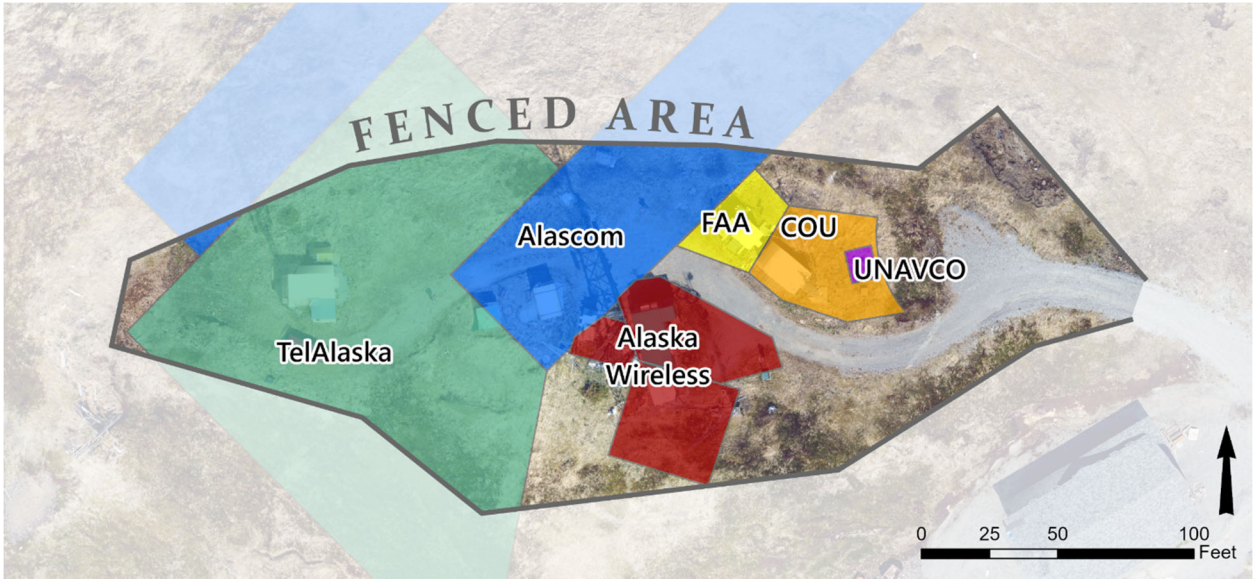 FENCED AREA
FAA
COU
Alascom
UNAVCO
TelAlaska
Alaska
Wireless
0 25 50 100
Feet